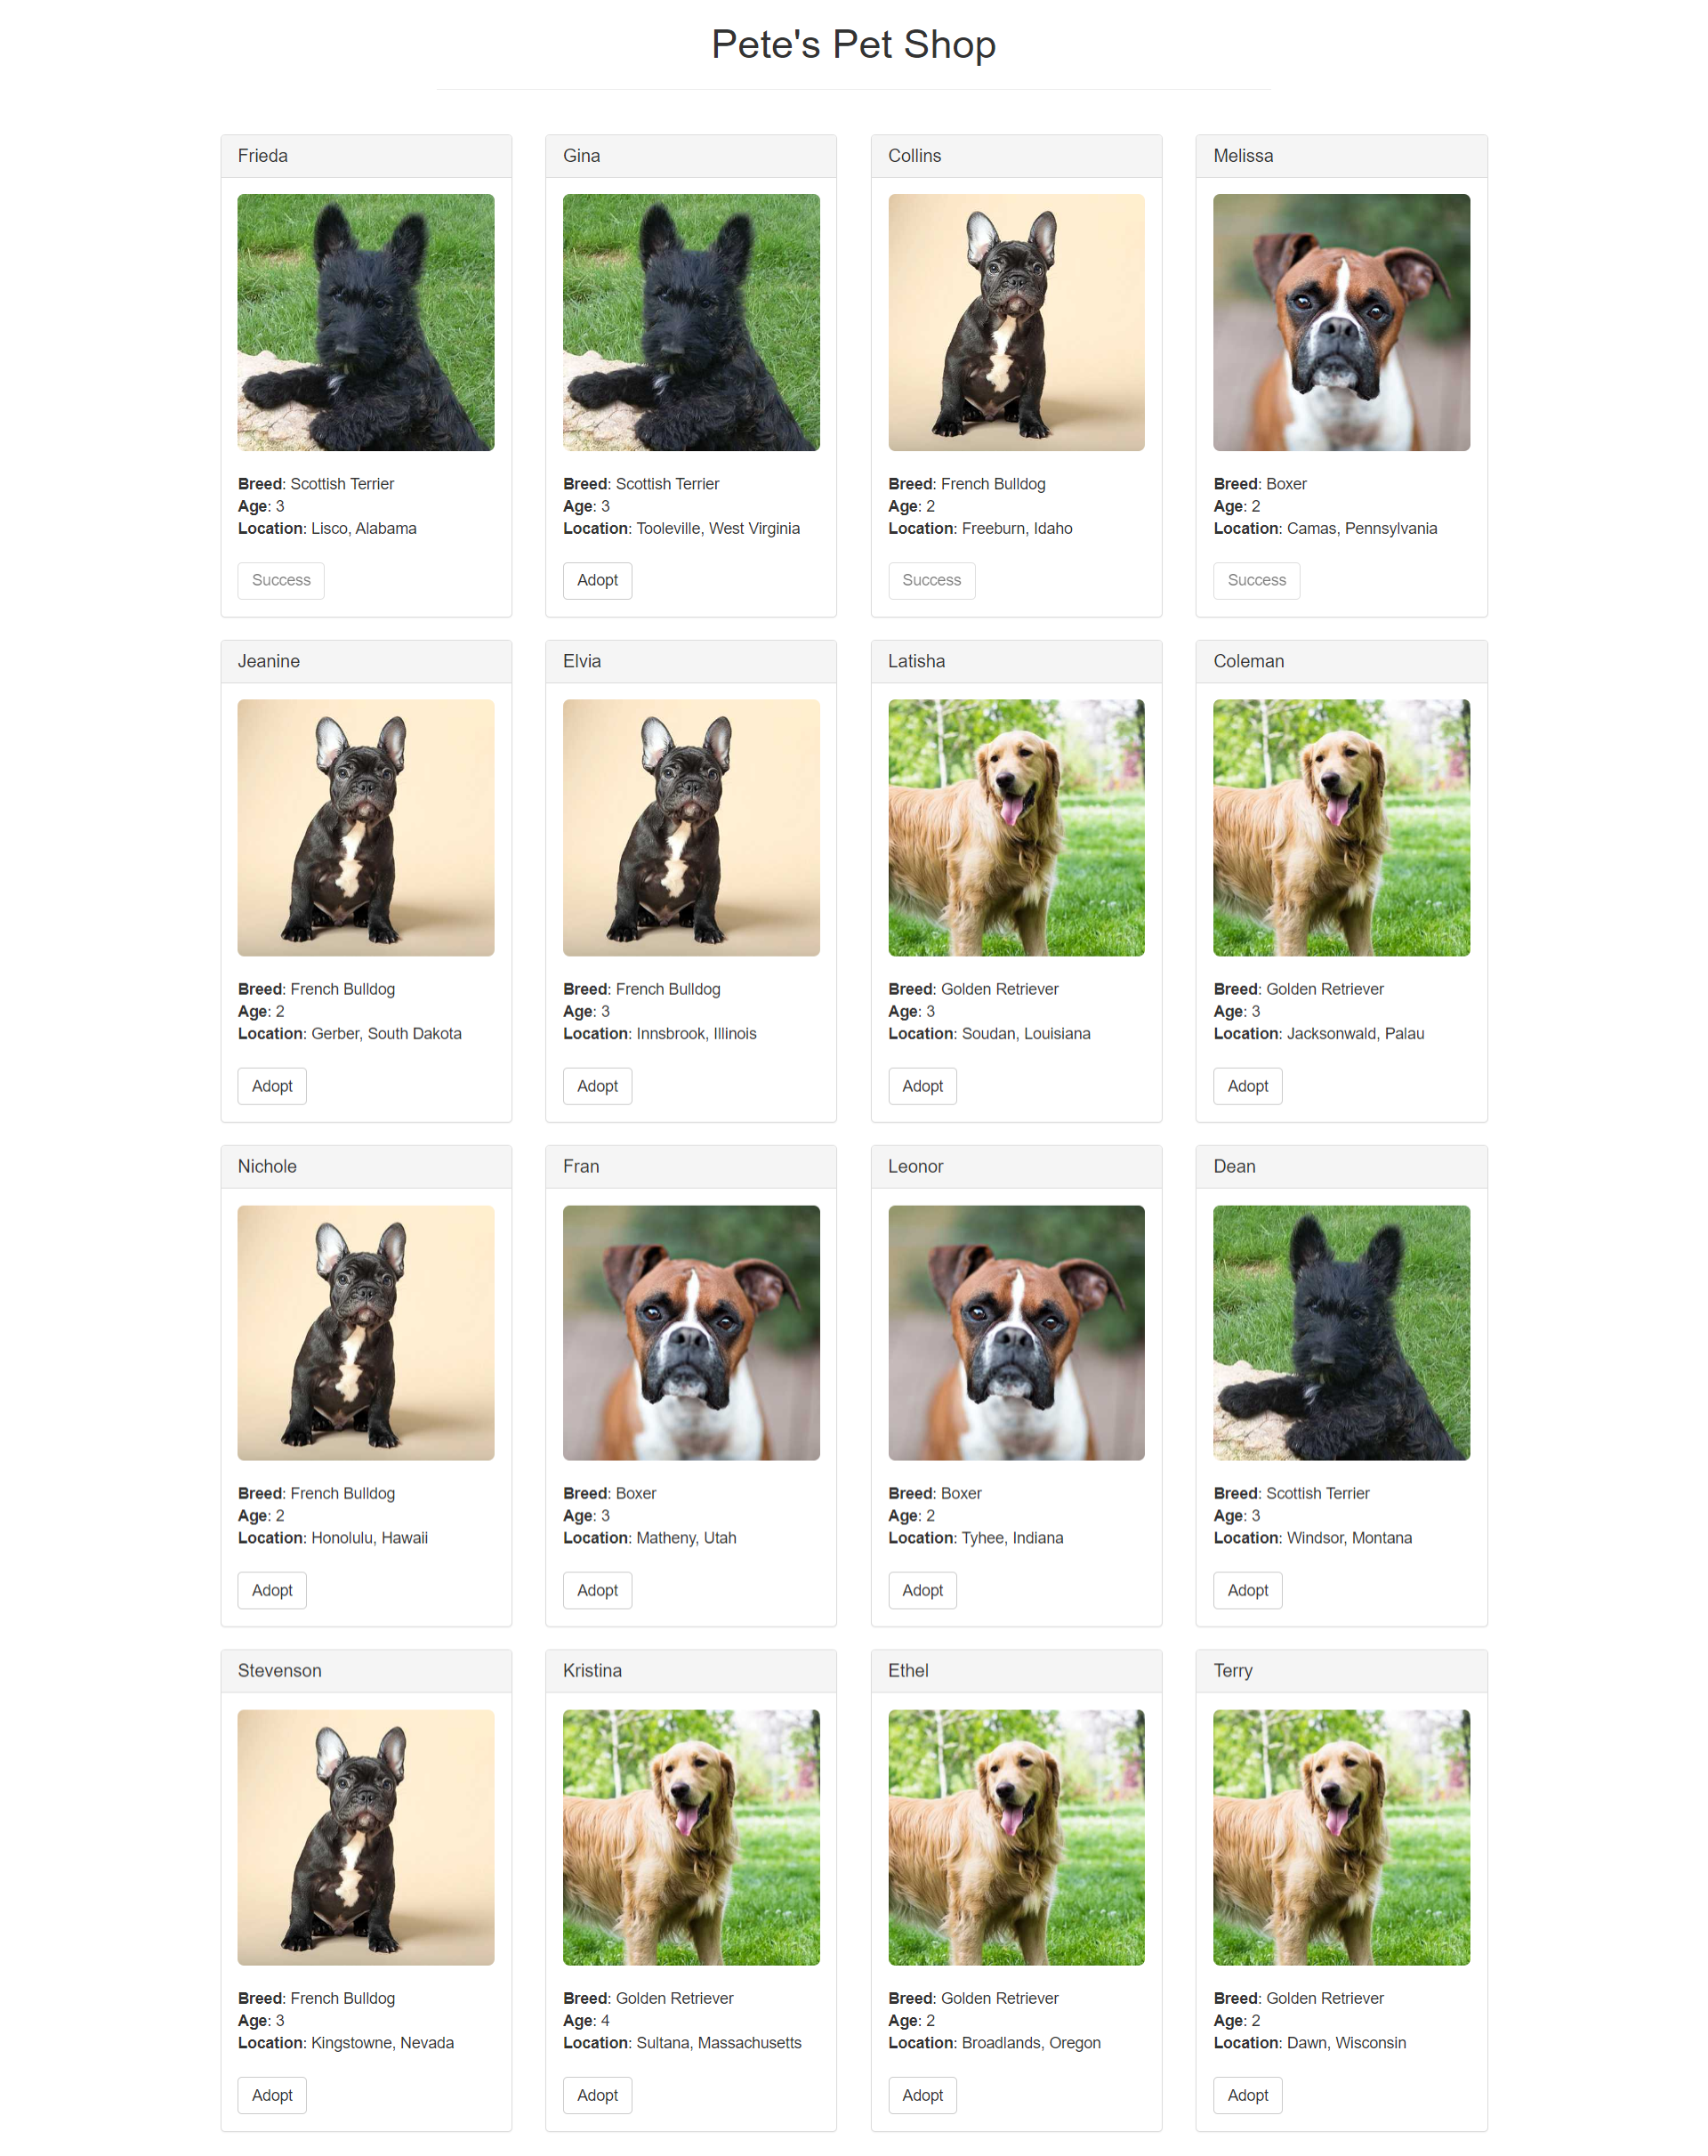 Pete's Pet Shop
Frieda
Breed: Scottish Terrier
Age: 3
Location: Lisco, Alabama
Success
Gina
Breed: Scottish Terrier
Age: 3
Location: Tooleville, West Virginia
Adopt
Collins
Breed: French Bulldog
Age: 2
Location: Freeburn, Idaho
Success
Melissa
Breed: Boxer
Age: 2
Location: Camas, Pennsylvania
Success
Jeanine
Breed: French Bulldog
Age: 2
Location: Gerber, South Dakota
Adopt
Elvia
Breed: French Bulldog
Age: 3
Location: Innsbrook, Illinois
Adopt
Latisha
Breed: Golden Retriever
Age: 3
Location: Soudan, Louisiana
Adopt
Coleman
Breed: Golden Retriever
Age: 3
Location: Jacksonwald, Palau
Adopt
Nichole
Breed: French Bulldog
Age: 2
Location: Honolulu, Hawaii
Adopt
Fran
Breed: Boxer
Age: 3
Location: Matheny, Utah
Adopt
Leonor
Breed: Boxer
Age: 2
Location: Tyhee, Indiana
Adopt
Dean
Breed: Scottish Terrier
Age: 3
Location: Windsor, Montana
Adopt
Stevenson
Breed: French Bulldog
Age: 3
Location: Kingstowne, Nevada
Adopt
Kristina
Breed: Golden Retriever
Age: 4
Location: Sultana, Massachusetts
Adopt
Ethel
Breed: Golden Retriever
Age: 2
Location: Broadlands, Oregon
Adopt
Terry
Breed: Golden Retriever
Age: 2
Location: Dawn, Wisconsin
Adopt